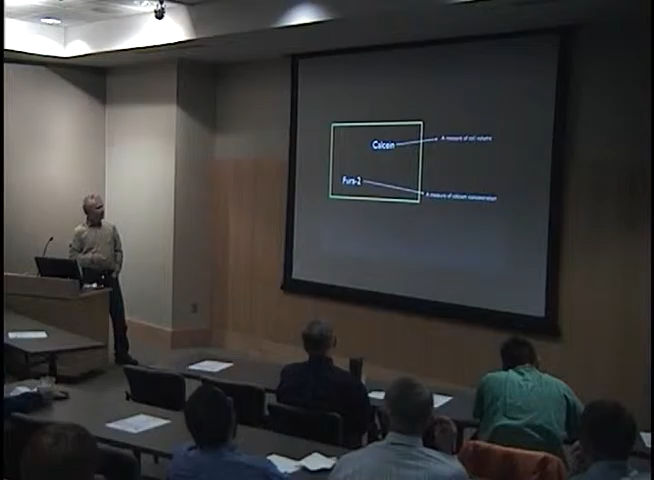 Calcein
A measure of cell volume
Fura-2
A measure of calcium concentration